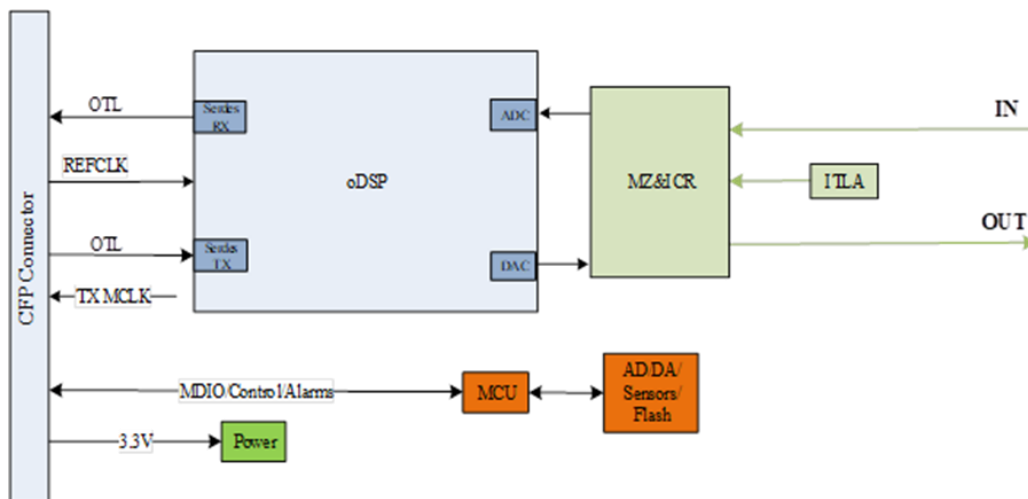 CFP Connector
OTL
Serdes
RX
ADC
IN
REFCLK
oDSP
MZ&ICR
ITLA
OTL
Serdes
TX
DAC
OUT
TX MCLK
MDIO/Control/Alarms
MCU
AD/DA/
Sensors/
Flash
3.3V
Power